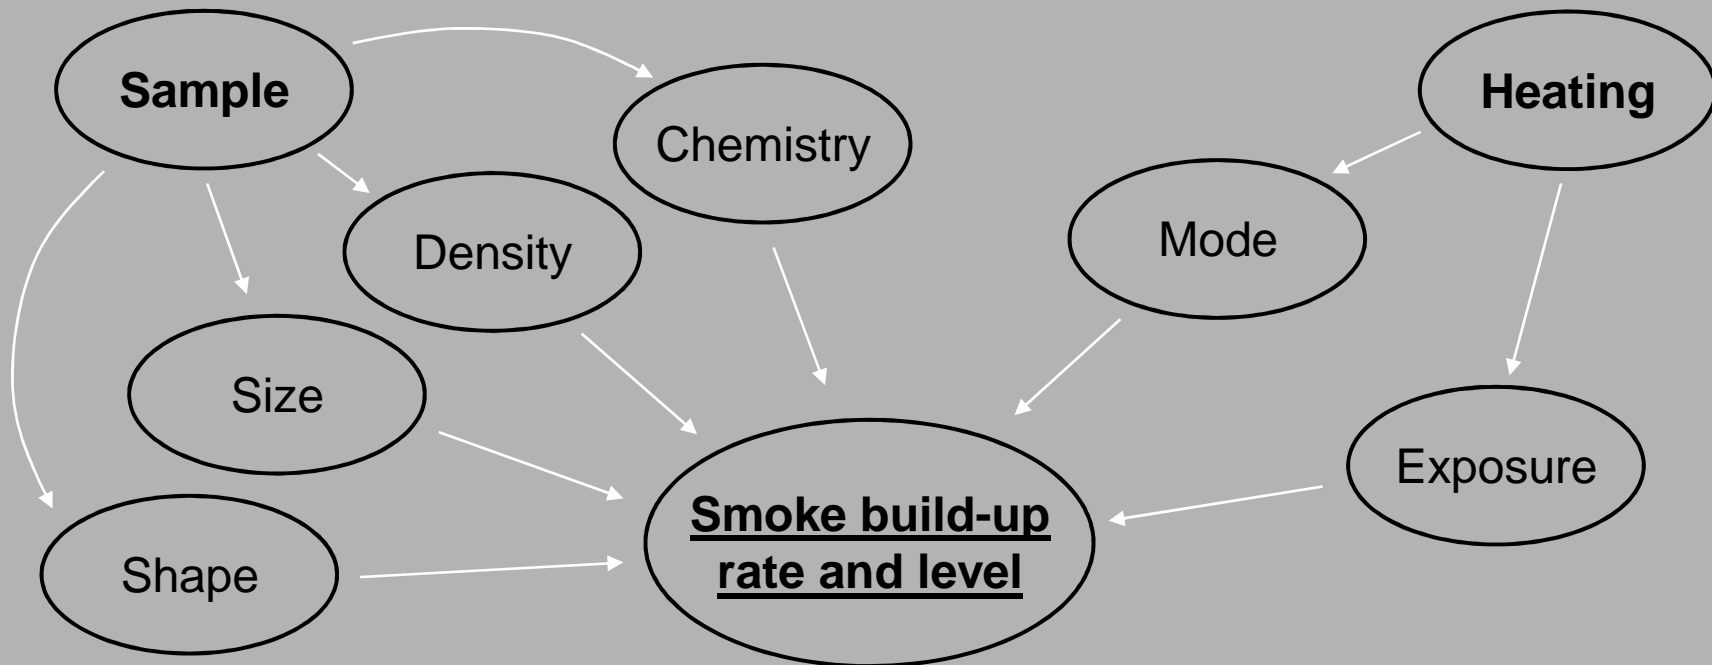 Sample
Heating
Chemistry
Density
Mode
Size
Exposure
Smoke build-up
rate and level
Shape